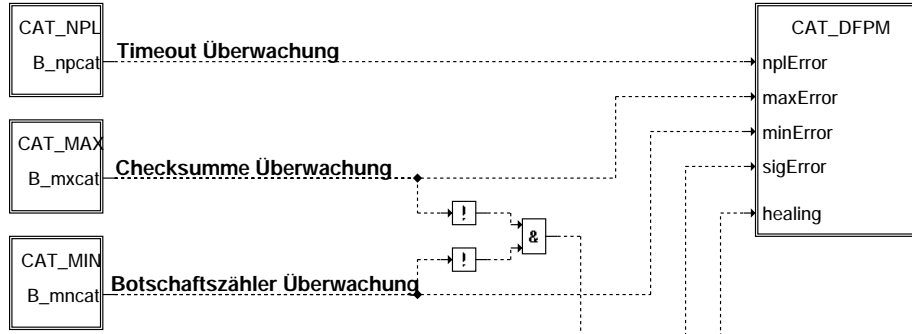 CAT_NPL
B_npcat
Timeout Überwachung
CAT_DFPM
nplError
maxError
minError
sigError
healing
CAT_MAX
B_mxcat
Checksumme Überwachung
!
&
!
CAT_MIN
B_mncat
Botschaftszähler Überwachung